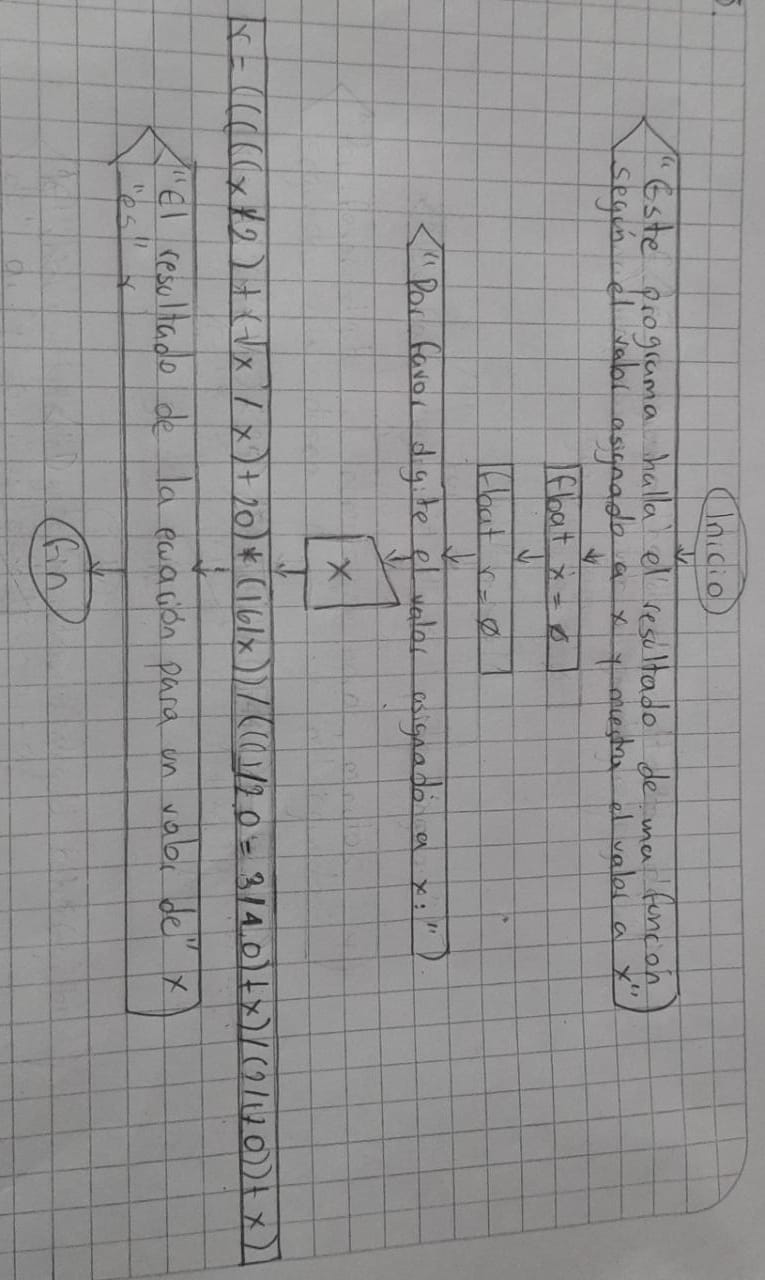 Inicio
"Este programa halla el resultado de una función
según el valor asignado a x y muestra el valor a x"
float x = ø
float r = ø
"Por favor digite el valor asignado a x:"
x
r = ((((((x*2)+(√x / x)+20)*(16/x))/(((1/2.0 = 3/4.0)+x)/(2/(1.0))+x)
"El resultado de la ecuación para un valor de" x
"es" r
Fin